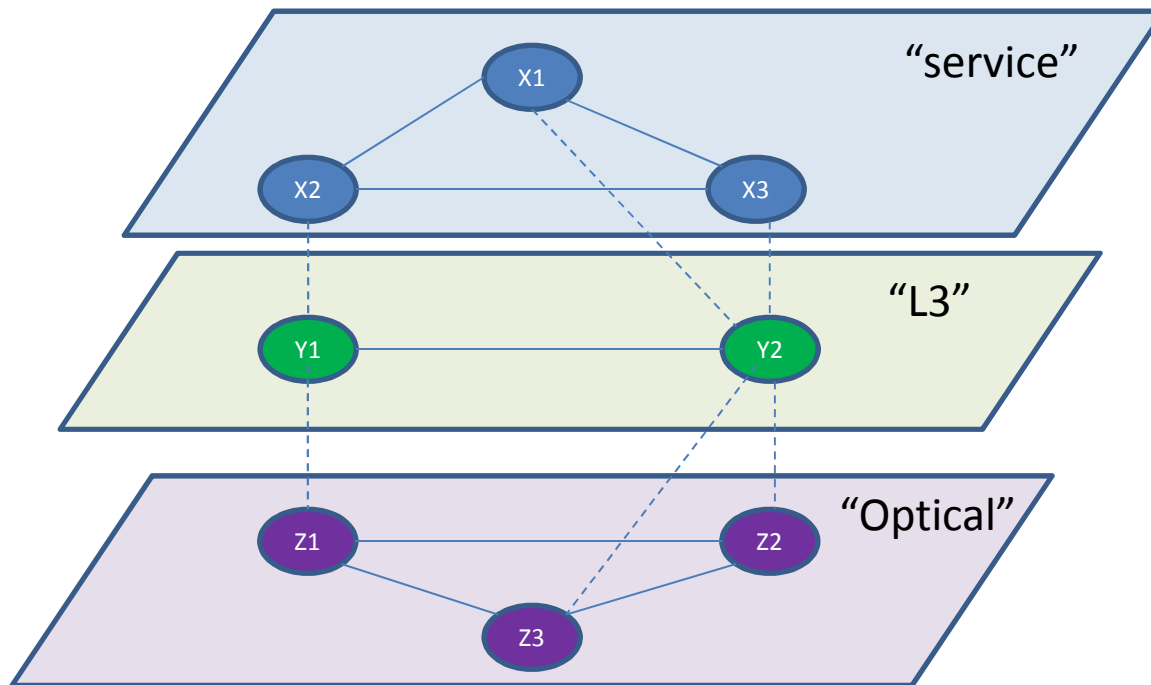 “service”
X1
X2
X3
“L3”
Y1
Y2
“Optical”
Z1
Z2
Z3